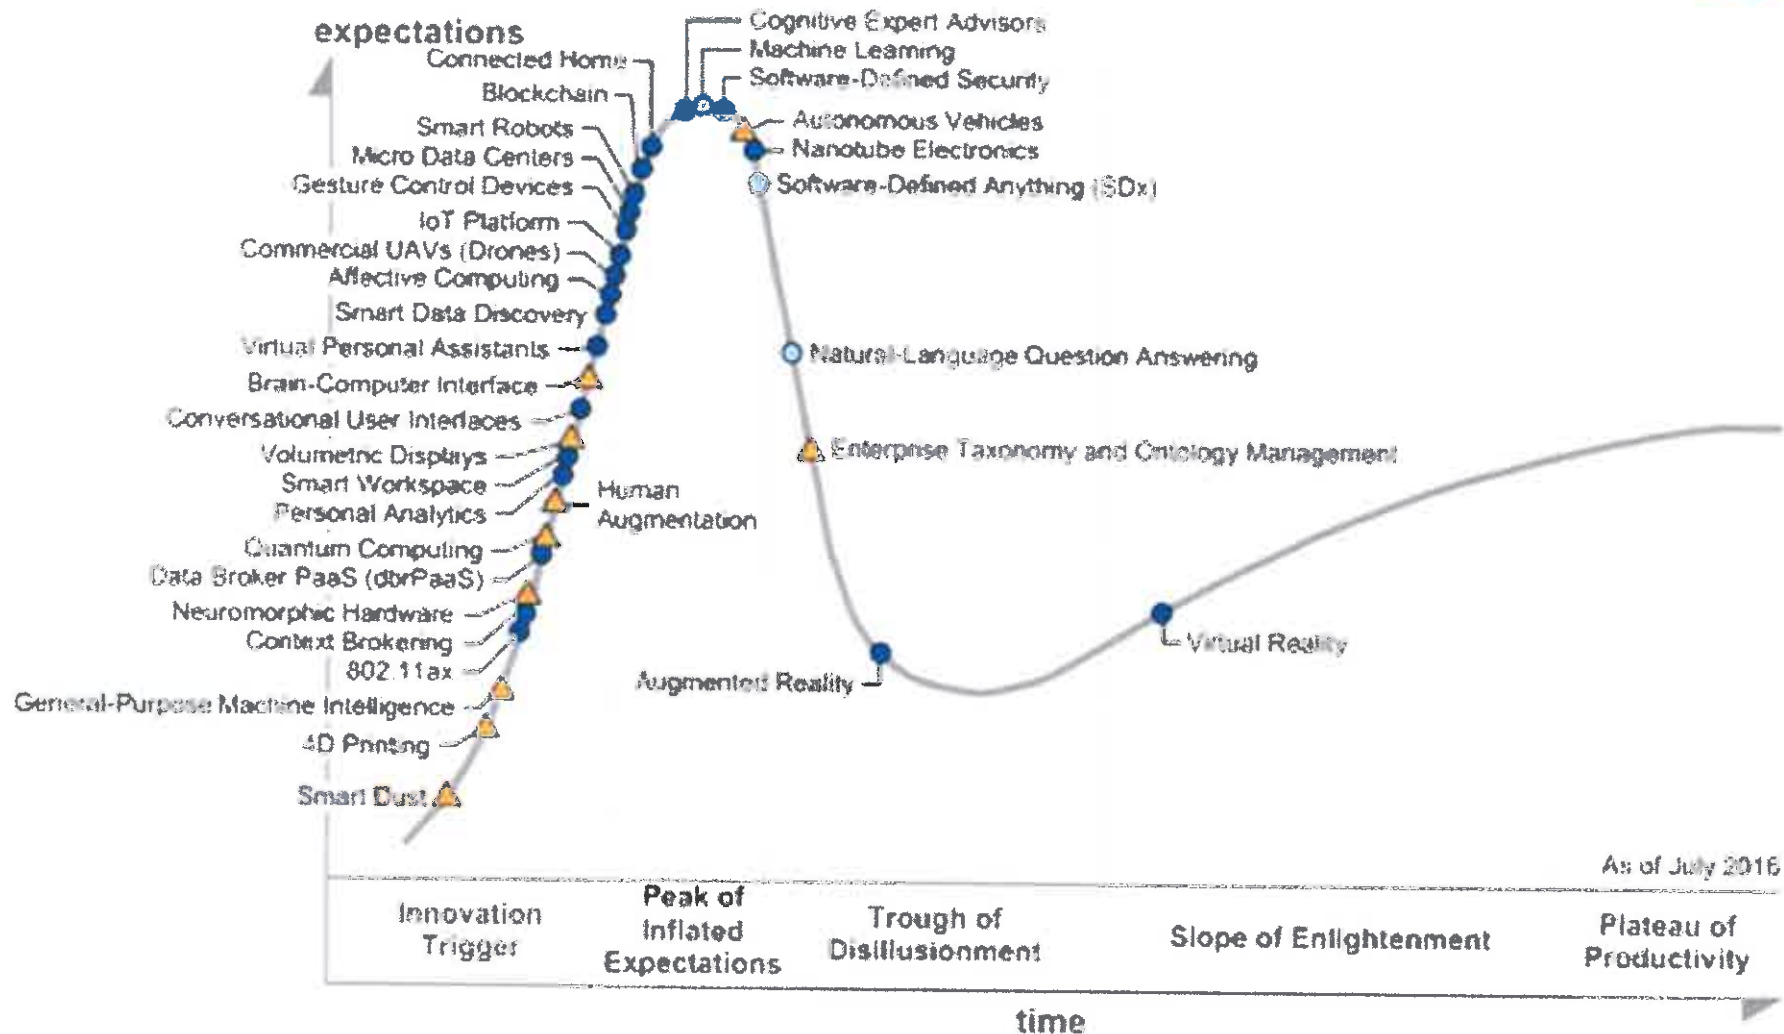 expectations
Cognitive Expert Advisors
Machine Learning
Software-Defined Security
Connected Home
Blockchain
Smart Robots
Micro Data Centers
Gesture Control Devices
IoT Platform
Commercial UAVs (Drones)
Affective Computing
Smart Data Discovery
Virtual Personal Assistants
Brain-Computer Interface
Conversational User Interfaces
Volumetric Displays
Smart Workspace
Personal Analytics
Quantum Computing
Data Broker PaaS (dbrPaaS)
Neuromorphic Hardware
Context Brokering
802.11ax
General-Purpose Machine Intelligence
4D Printing
Smart Dust
Human
Augmentation
Autonomous Vehicles
Nanotube Electronics
Software-Defined Anything (SDx)
Natural-Language Question Answering
Enterprise Taxonomy and Ontology Management
Augmented Reality
Virtual Reality
As of July 2016
Innovation
Trigger
Peak of
Inflated
Expectations
Trough of
Disillusionment
Slope of Enlightenment
Plateau of
Productivity
time